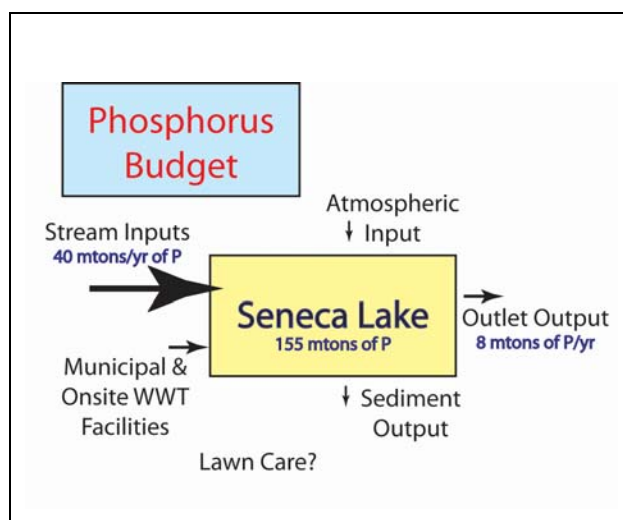 Phosphorus
Budget
Atmospheric
Input
Stream Inputs
40 mtons/yr of P
Seneca Lake
155 mtons of P
Outlet Output
8 mtons of P/yr
Municipal &
Onsite WWT
Facilities
Sediment
Output
Lawn Care?